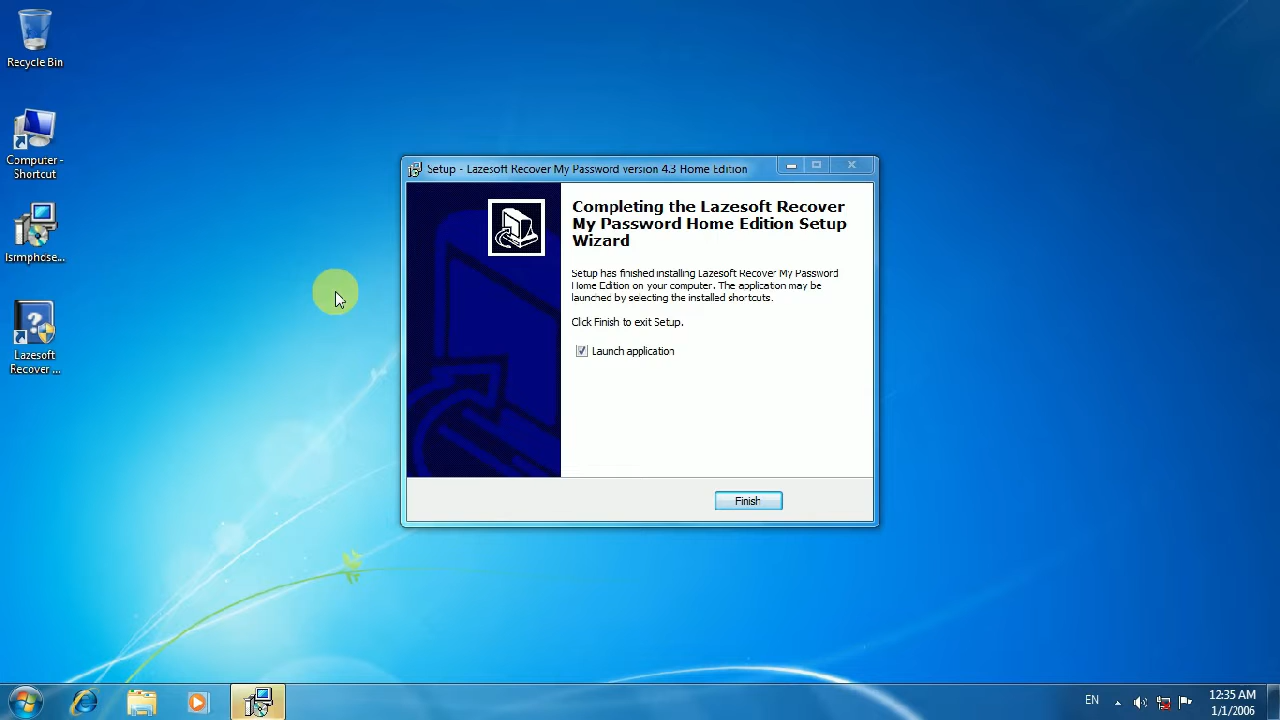 Recycle Bin
Computer -
Shortcut
lsrmphose...
Lazesoft
Recover ...
Setup - Lazesoft Recover My Password version 4.3 Home Edition
Completing the Lazesoft Recover
My Password Home Edition Setup
Wizard
Setup has finished installing Lazesoft Recover My Password
Home Edition on your computer. The application may be
launched by selecting the installed shortcuts.
Click Finish to exit Setup.
Launch application
Finish
EN
12:35 AM
1/1/2006